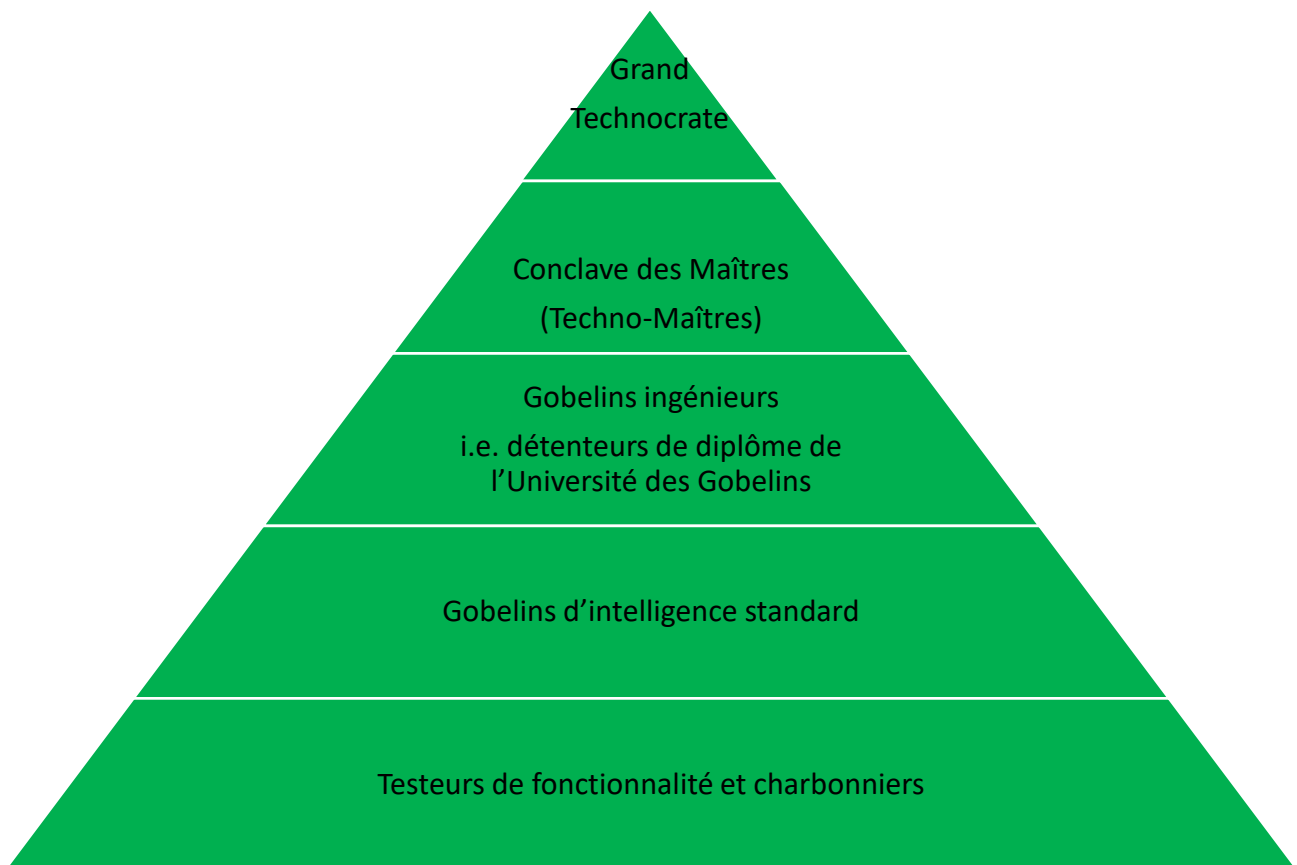 Grand
Technocrate
Conclave des Maîtres
(Techno-Maîtres)
Gobelins ingénieurs
i.e. détenteurs de diplôme de
l’Université des Gobelins
Gobelins d’intelligence standard
Testeurs de fonctionnalité et charbonniers